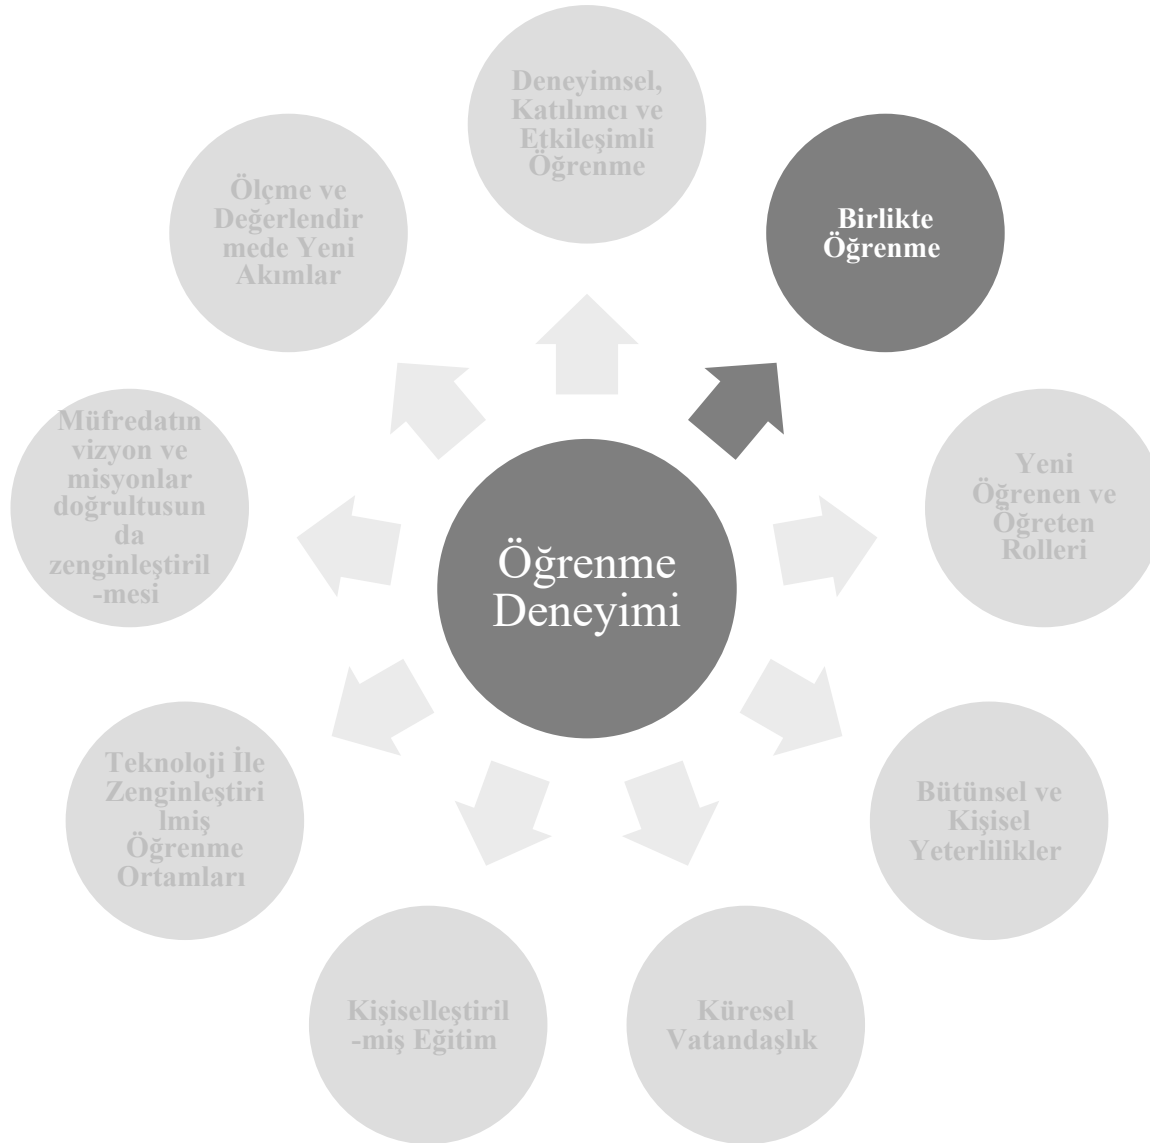 Deneyimsel,
Katılımcı ve
Etkileşimli
Öğrenme
Birlikte
Öğrenme
Yeni
Öğrenen ve
Öğreten
Rolleri
Bütünsel ve
Kişisel
Yeterlilikler
Küresel
Vatandaşlık
Kişiselleştiril
-miş Eğitim
Teknoloji İle
Zenginleştiri
lmiş
Öğrenme
Ortamları
Müfredatın
vizyon ve
misyonlar
doğrultusun
da
zenginleştiril
-mesi
Ölçme ve
Değerlendir
mede Yeni
Akımlar
Öğrenme
Deneyimi